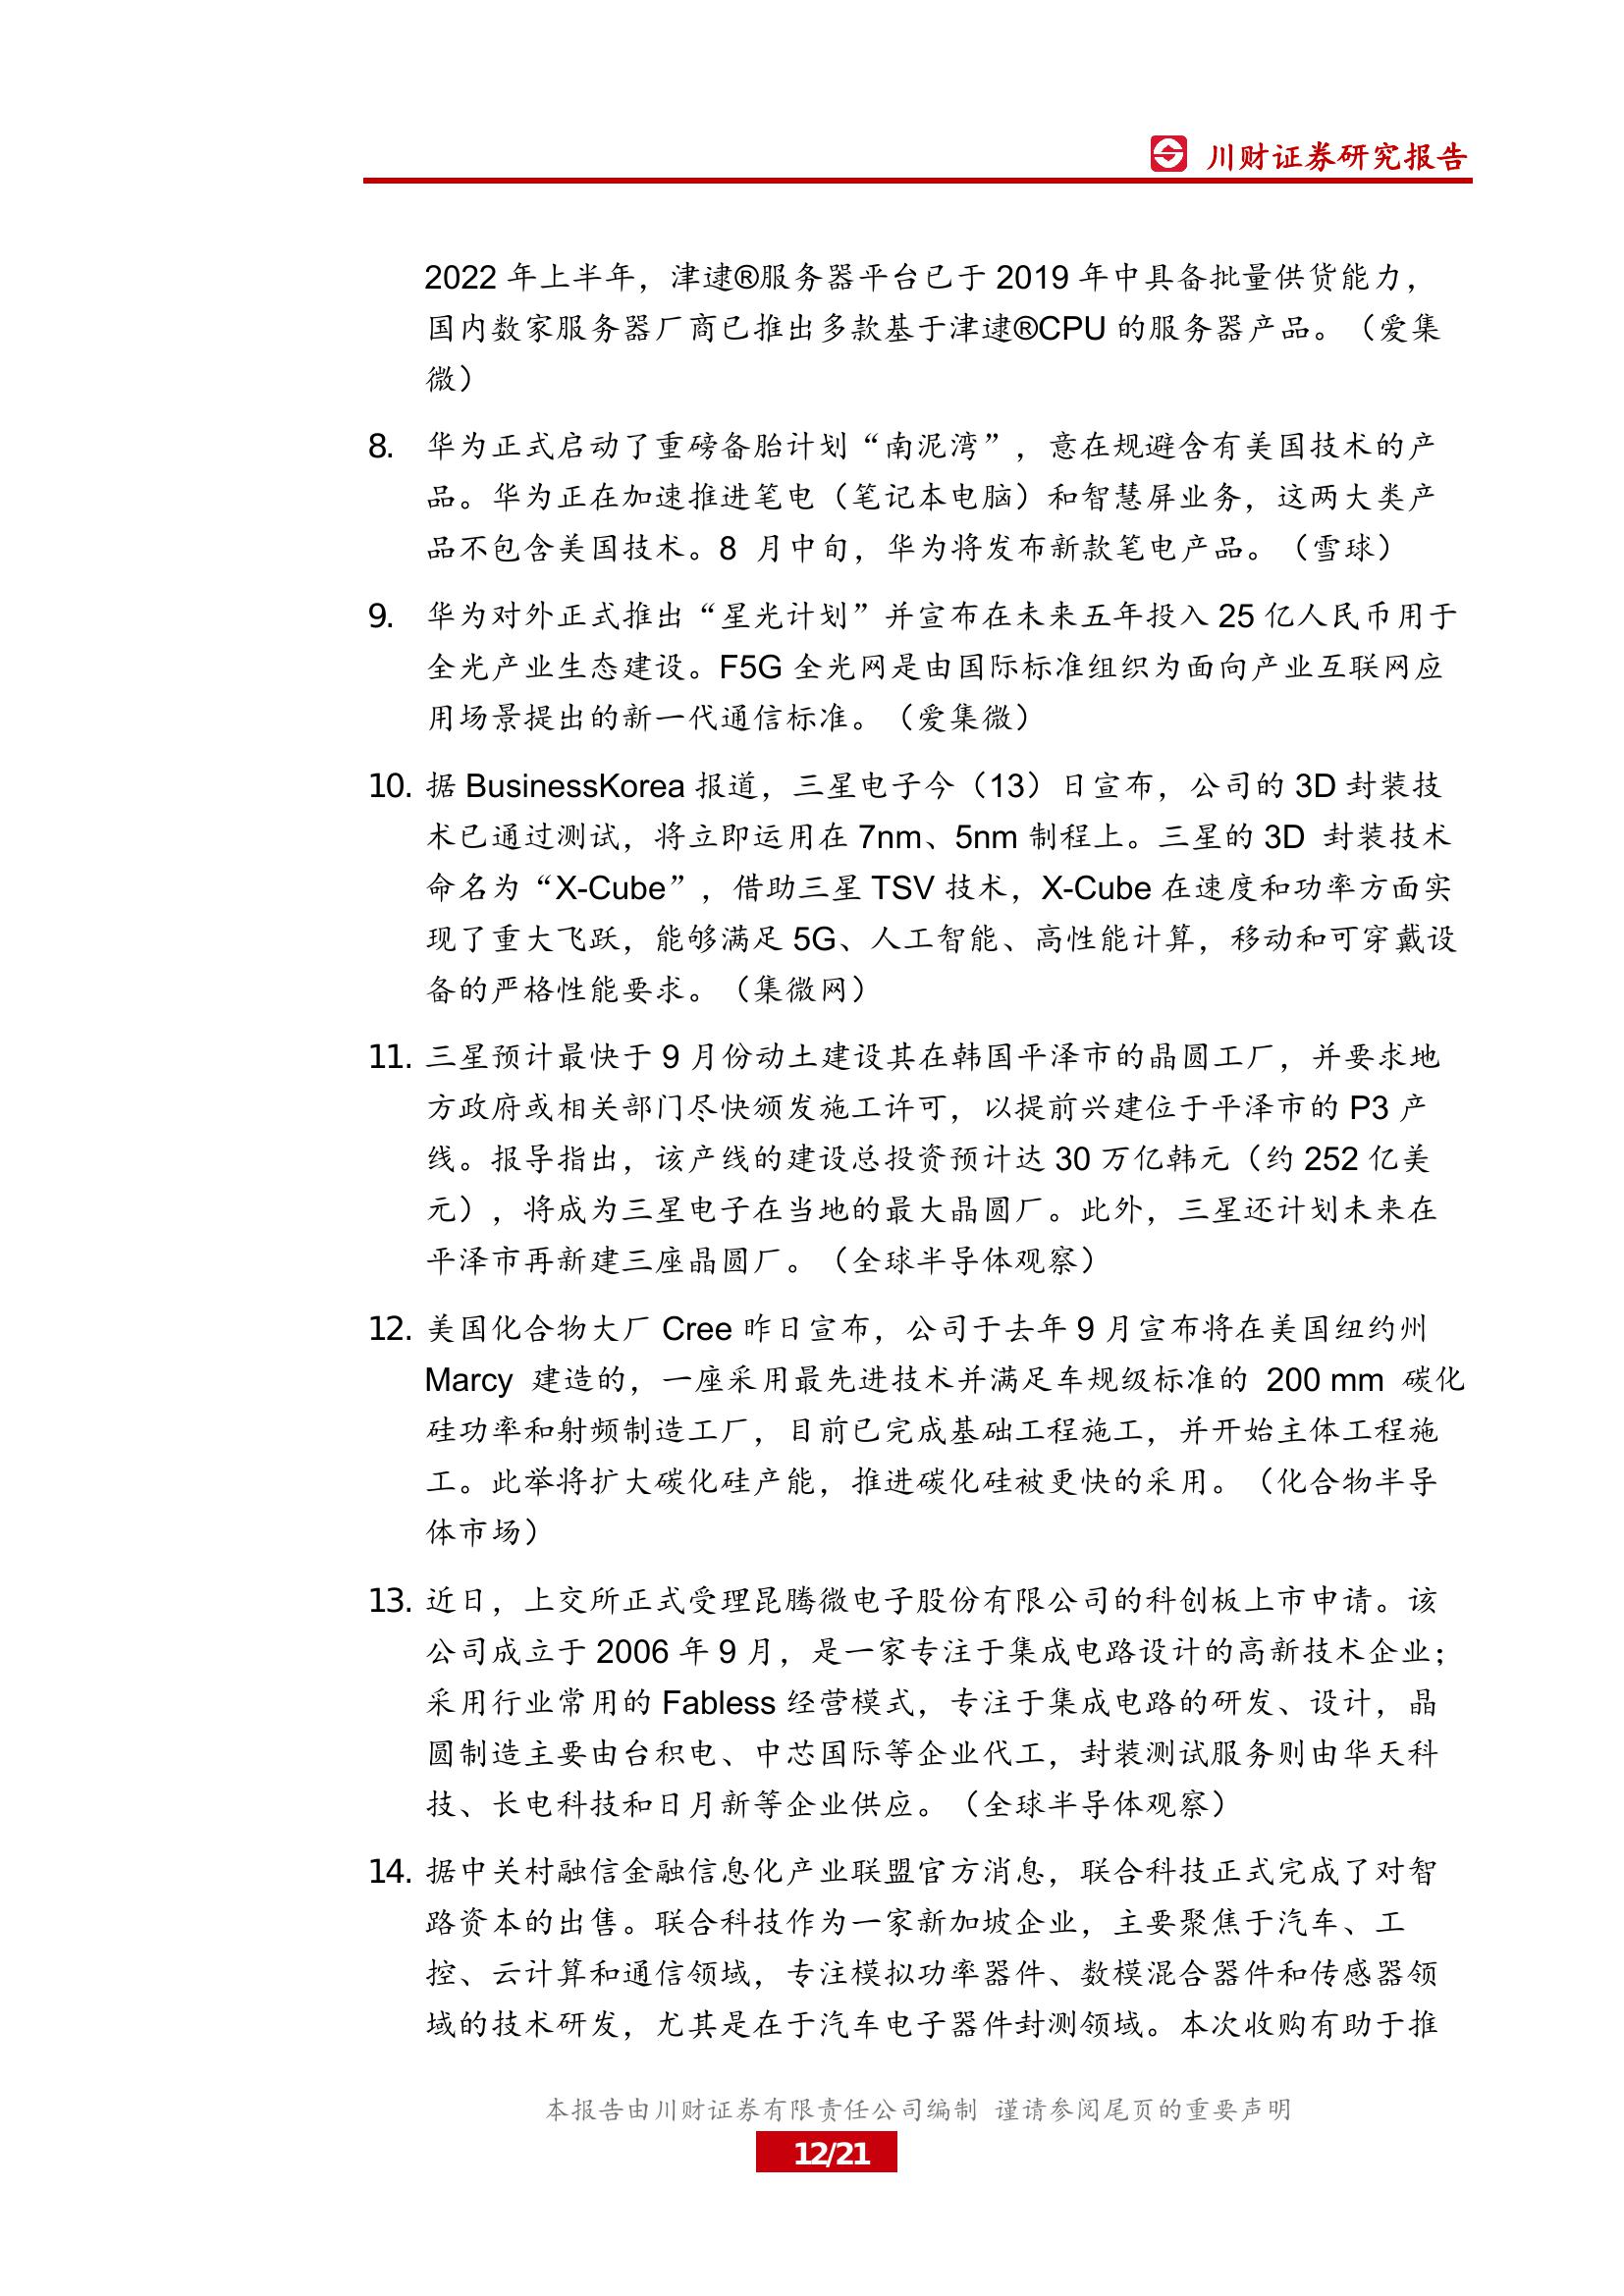 川财证券研究报告
2022 年上半年，津逮®服务器平台已于 2019 年中具备批量供货能力，
国内数家服务器厂商已推出多款基于津逮®CPU 的服务器产品。（爱集
微）
8. 华为正式启动了重磅备胎计划“南泥湾”，意在规避含有美国技术的产
品。华为正在加速推进笔电（笔记本电脑）和智慧屏业务，这两大类产
品不包含美国技术。8 月中旬，华为将发布新款笔电产品。（雪球）
9. 华为对外正式推出“星光计划”并宣布在未来五年投入 25 亿人民币用于
全光产业生态建设。F5G 全光网是由国际标准组织为面向产业互联网应
用场景提出的新一代通信标准。（爱集微）
10. 据 BusinessKorea 报道，三星电子今（13）日宣布，公司的 3D 封装技
术已通过测试，将立即运用在 7nm、5nm 制程上。三星的 3D 封装技术
命名为“X-Cube”，借助三星 TSV 技术，X-Cube 在速度和功率方面实
现了重大飞跃，能够满足 5G、人工智能、高性能计算，移动和可穿戴设
备的严格性能要求。（集微网）
11. 三星预计最快于 9 月份动土建设其在韩国平泽市的晶圆工厂，并要求地
方政府或相关部门尽快颁发施工许可，以提前兴建位于平泽市的 P3 产
线。报导指出，该产线的建设总投资预计达 30 万亿韩元（约 252 亿美
元），将成为三星电子在当地的最大晶圆厂。此外，三星还计划未来在
平泽市再新建三座晶圆厂。（全球半导体观察）
12. 美国化合物大厂 Cree 昨日宣布，公司于去年 9 月宣布将在美国纽约州
Marcy 建造的，一座采用最先进技术并满足车规级标准的 200 mm 碳化
硅功率和射频制造工厂，目前已完成基础工程施工，并开始主体工程施
工。此举将扩大碳化硅产能，推进碳化硅被更快的采用。（化合物半导
体市场）
13. 近日，上交所正式受理昆腾微电子股份有限公司的科创板上市申请。该
公司成立于 2006 年 9 月，是一家专注于集成电路设计的高新技术企业；
采用行业常用的 Fabless 经营模式，专注于集成电路的研发、设计，晶
圆制造主要由台积电、中芯国际等企业代工，封装测试服务则由华天科
技、长电科技和日月新等企业供应。（全球半导体观察）
14. 据中关村融信金融信息化产业联盟官方消息，联合科技正式完成了对智
路资本的出售。联合科技作为一家新加坡企业，主要聚焦于汽车、工
控、云计算和通信领域，专注模拟功率器件、数模混合器件和传感器领
域的技术研发，尤其是在于汽车电子器件封测领域。本次收购有助于推
本报告由川财证券有限责任公司编制 谨请参阅尾页的重要声明
12/21